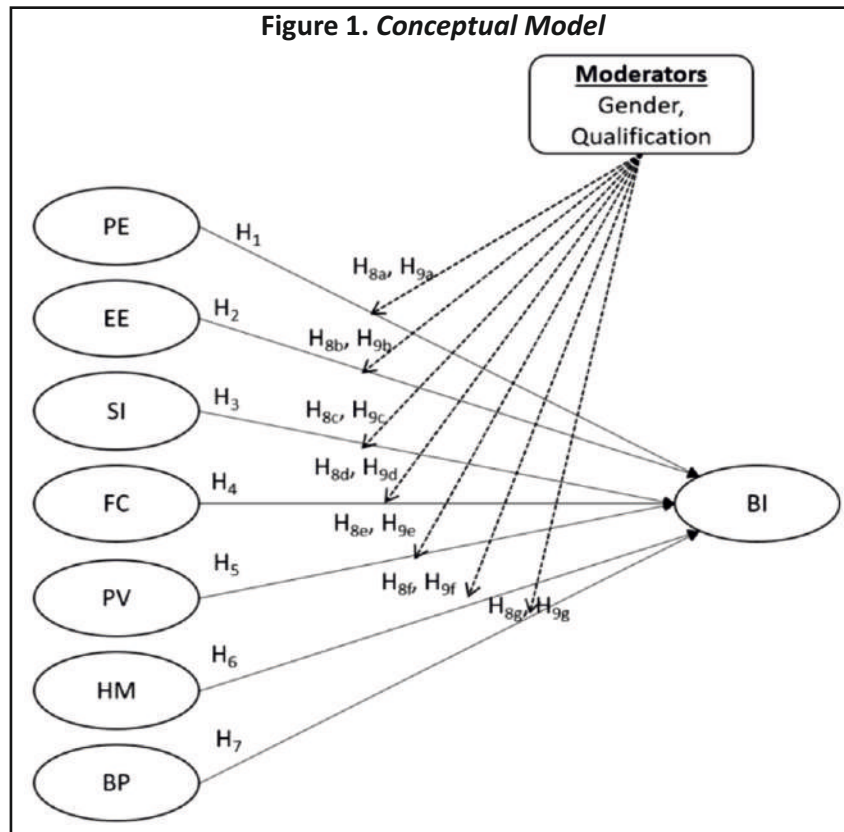 Figure 1. Conceptual Model
Moderators
Gender,
Qualification
PE
H1
H8a, H9a
EE
H2
H8b, H9b
SI
H3
H8c, H9c
H8d, H9d
FC
H4
BI
H8e, H9e
PV
H5
H8f, H9f
H8g, H9g
HM
H6
BP
H7